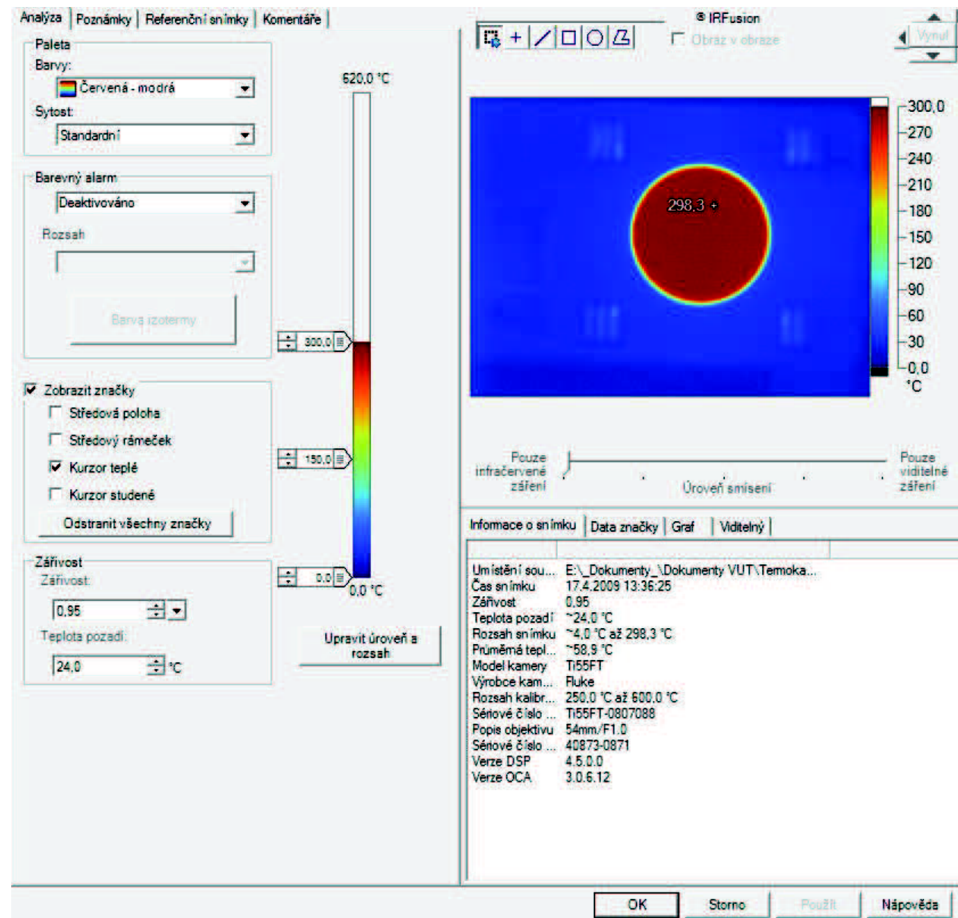 Analýza Poznámky Referenční snímky Komentáře
Paleta
Barvy:
Červená - modrá
Sytost:
Standardní
Barevný alarm
Deaktivováno
Rozsah
Barva izotermy
Zobrazit značky
Středová poloha
Středový rámeček
Kurzor teplé
Kurzor studené
Odstranit všechny značky
Zářivost
Zářivost:
0,95
Teplota pozadí:
24,0 °C
620,0 °C
300,0
150,0
0,0
0,0 °C
Upravit úroveň a
rozsah
® IRFusion
Obraz v obraze
Vynul
298,3 +
300,0
270
240
210
180
150
120
90
60
30
0,0
°C
Pouze
infračervené
záření
Úroveň smísení
Pouze
viditelné
záření
Informace o snímku Data značky Graf Viditelný
Umístění sou... E:\_Dokumenty_\Dokumenty VUT\Termoka...
Čas snímku 17.4.2009 13:36:25
Zářivost 0,95
Teplota pozadí ~24,0 °C
Rozsah snímku ~4,0 °C až 298,3 °C
Průměrná tepl... ~58,9 °C
Model kamery Ti55FT
Výrobce kam... Fluke
Rozsah kalibr... 250,0 °C až 600,0 °C
Sériové číslo ... Ti55FT-0807088
Popis objektivu 54mm/F1.0
Sériové číslo ... 40873-0871
Verze DSP 4.5.0.0
Verze OCA 3.0.6.12
OK Storno Použít Nápověda